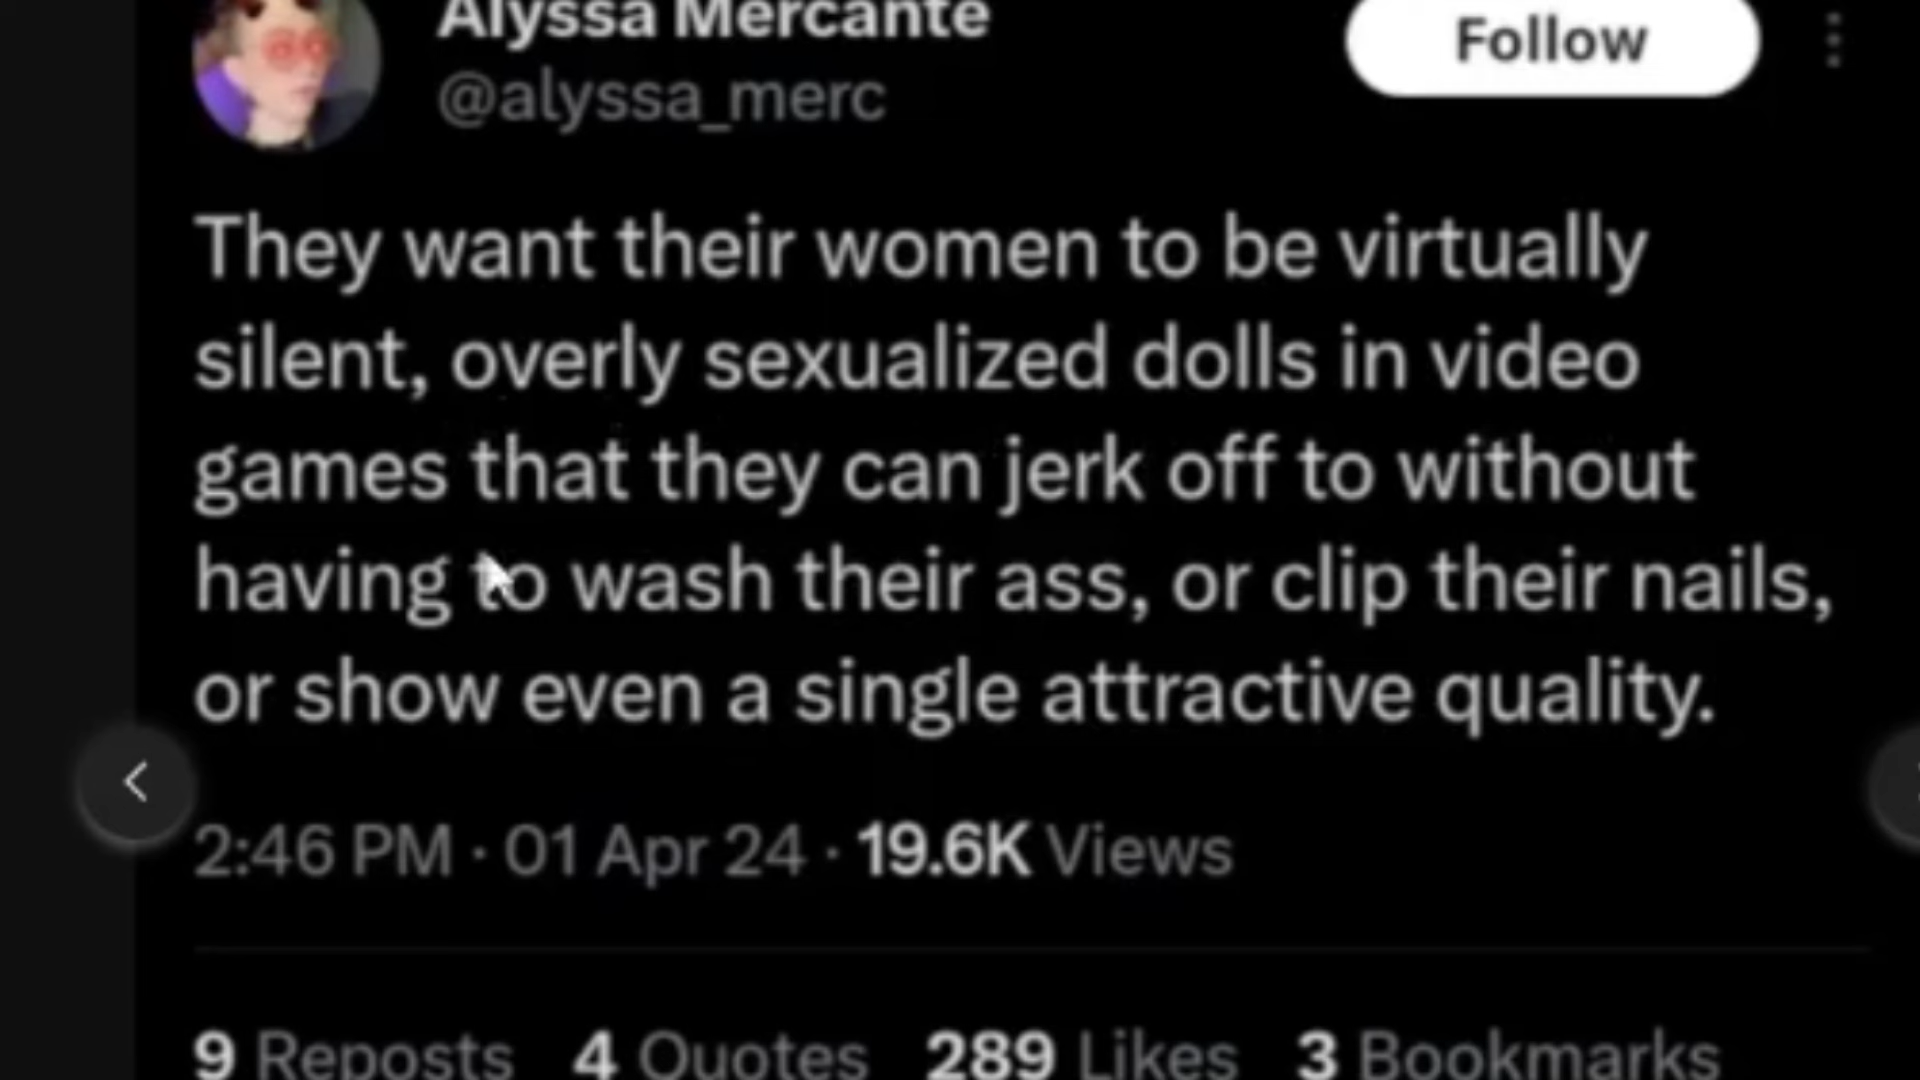 Alyssa Mercante
@alyssa_merc
Follow
They want their women to be virtually
silent, overly sexualized dolls in video
games that they can jerk off to without
having to wash their ass, or clip their nails,
or show even a single attractive quality.
2:46 PM · 01 Apr 24 · 19.6K Views
9 Reposts 4 Quotes 289 Likes 3 Bookmarks